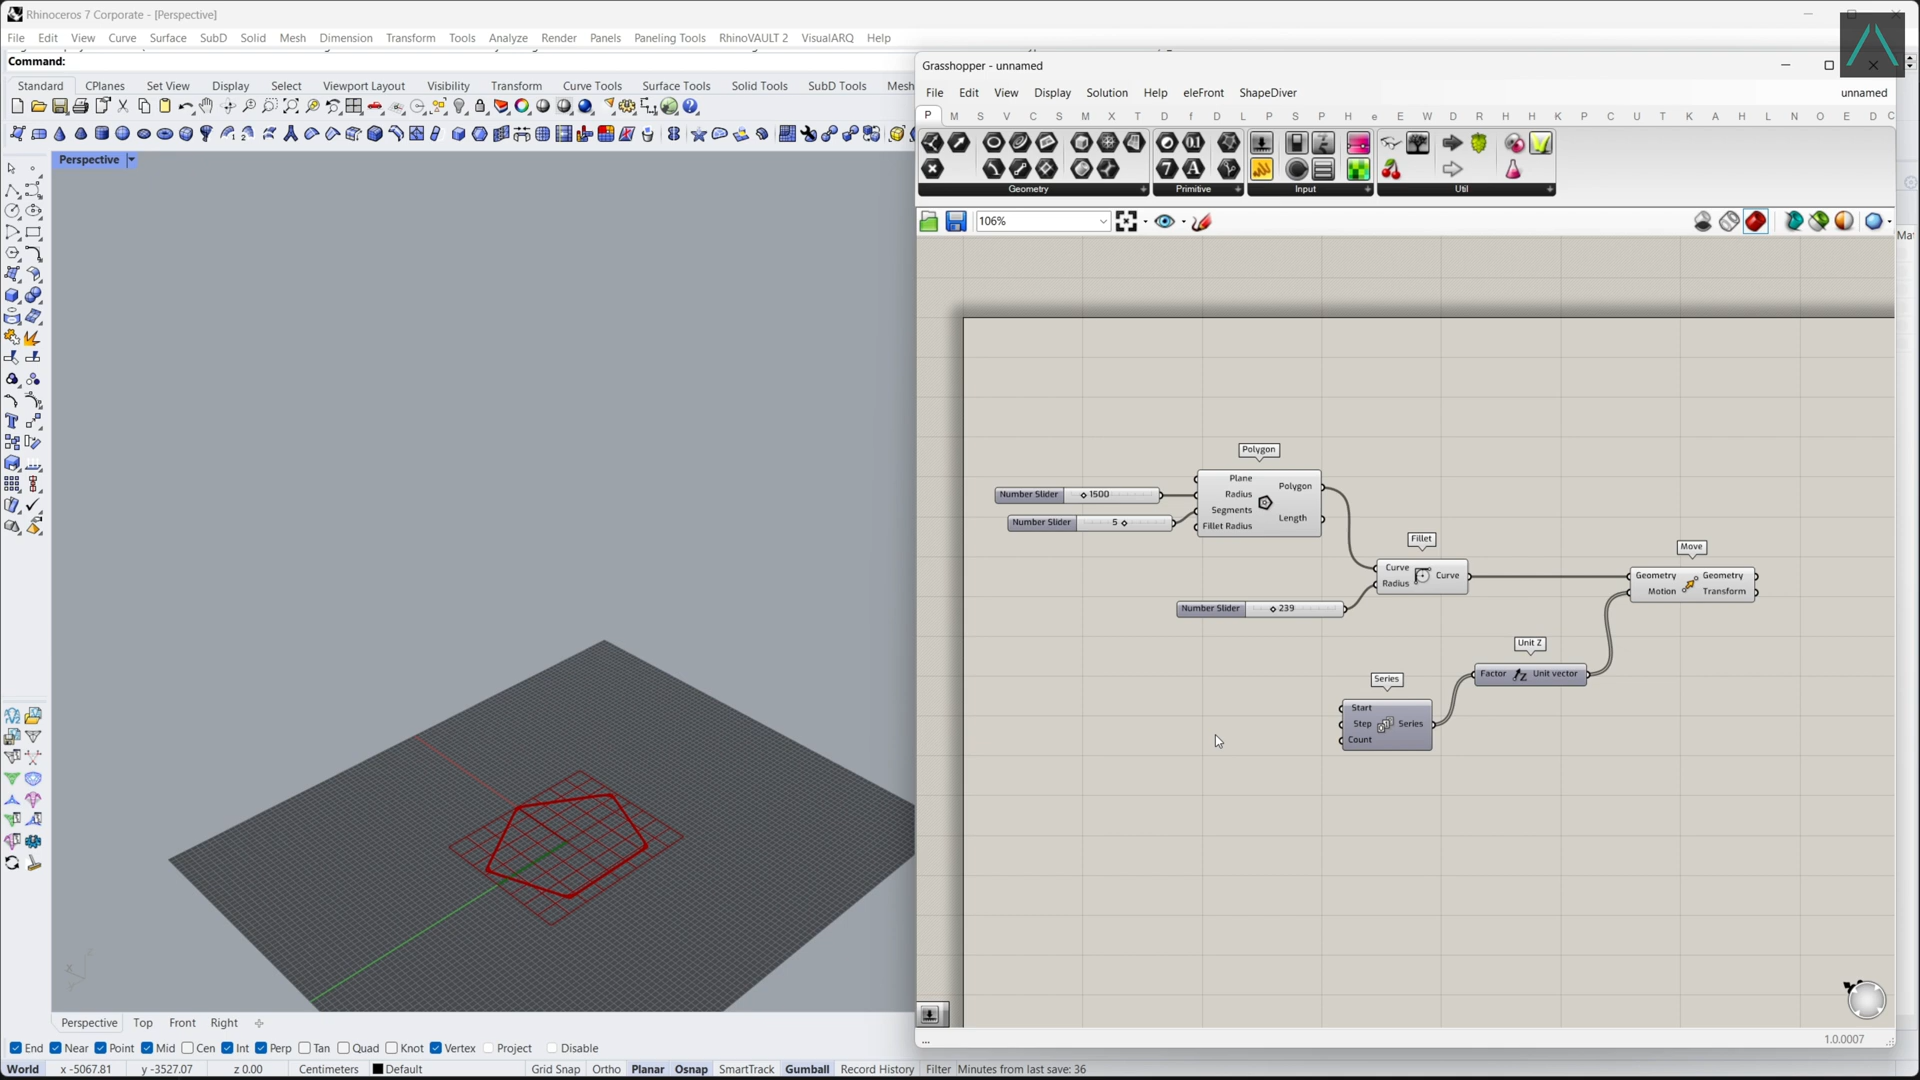 Rhinoceros 7 Corporate - [Perspective]
File Edit View Curve Surface SubD Solid Mesh Dimension Transform Tools Analyze Render Panels Paneling Tools RhinoVAULT 2 VisualARQ Help
Command:
Standard CPlanes Set View Display Select Viewport Layout Visibility Transform Curve Tools Surface Tools Solid Tools SubD Tools Mesh
Perspective
Grasshopper - unnamed
File Edit View Display Solution Help eleFront ShapeDiver
unnamed
P M S V C S M X T D f D L P S P H e E W D K H H H K P C U M K H S A H L N O E D C
Geometry Primitive Input Util
106%
Mat
Polygon
Number Slider 1500
Number Slider 5
Plane
Radius
Segments
Fillet Radius
Polygon
Length
Fillet
Curve
Radius
Curve
Number Slider 239
Move
Geometry
Motion
Geometry
Transform
Unit Z
Factor Unit vector
Series
Start
Step
Count
Series
Perspective Top Front Right
End Near Point Mid Cen Int Perp Tan Quad Knot Vertex Project Disable
... 1.0.0007
World x -5067.81 y -3527.07 z 0.00 Centimeters Default Grid Snap Ortho Planar Osnap SmartTrack Gumball Record History Filter Minutes from last save: 36